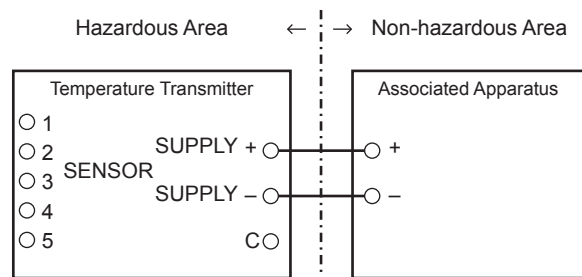 Hazardous Area ← → Non-hazardous Area
Temperature Transmitter
1
2
3
4
5
SENSOR
SUPPLY +
SUPPLY –
C
Associated Apparatus
+
–